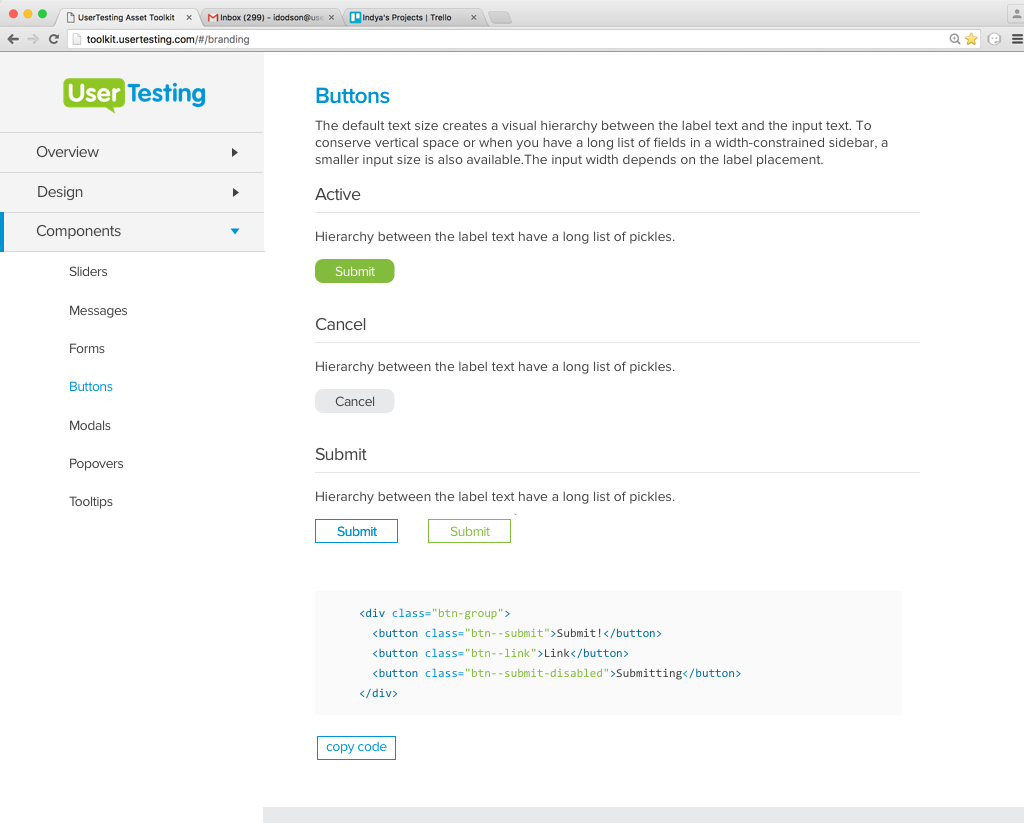 UserTesting Asset Toolkit
Inbox (299) - idodson@use
Indya's Projects | Trello
toolkit.usertesting.com/#/branding
User Testing
Overview
Design
Components
Sliders
Messages
Forms
Buttons
Modals
Popovers
Tooltips
Buttons
The default text size creates a visual hierarchy between the label text and the input text. To
conserve vertical space or when you have a long list of fields in a width-constrained sidebar, a
smaller input size is also available.The input width depends on the label placement.
Active
Hierarchy between the label text have a long list of pickles.
Submit
Cancel
Hierarchy between the label text have a long list of pickles.
Cancel
Submit
Hierarchy between the label text have a long list of pickles.
Submit Submit
<div class="btn-group">
<button class="btn--submit">Submit!</button>
<button class="btn--link">Link</button>
<button class="btn--submit-disabled">Submitting</button>
</div>
copy code